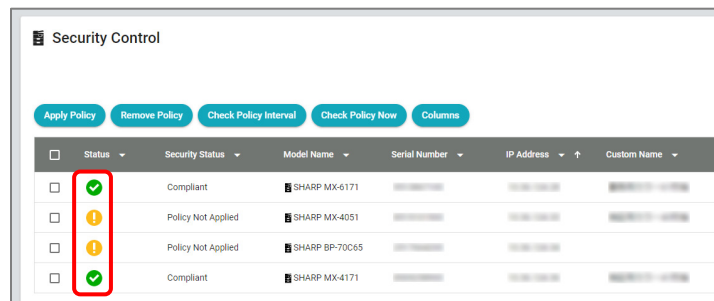 Security Control
Apply Policy Remove Policy Check Policy Interval Check Policy Now Columns
Status Security Status Model Name Serial Number IP Address Custom Name
Compliant SHARP MX-6171
Policy Not Applied SHARP MX-4051
Policy Not Applied SHARP BP-70C65
Compliant SHARP MX-4171